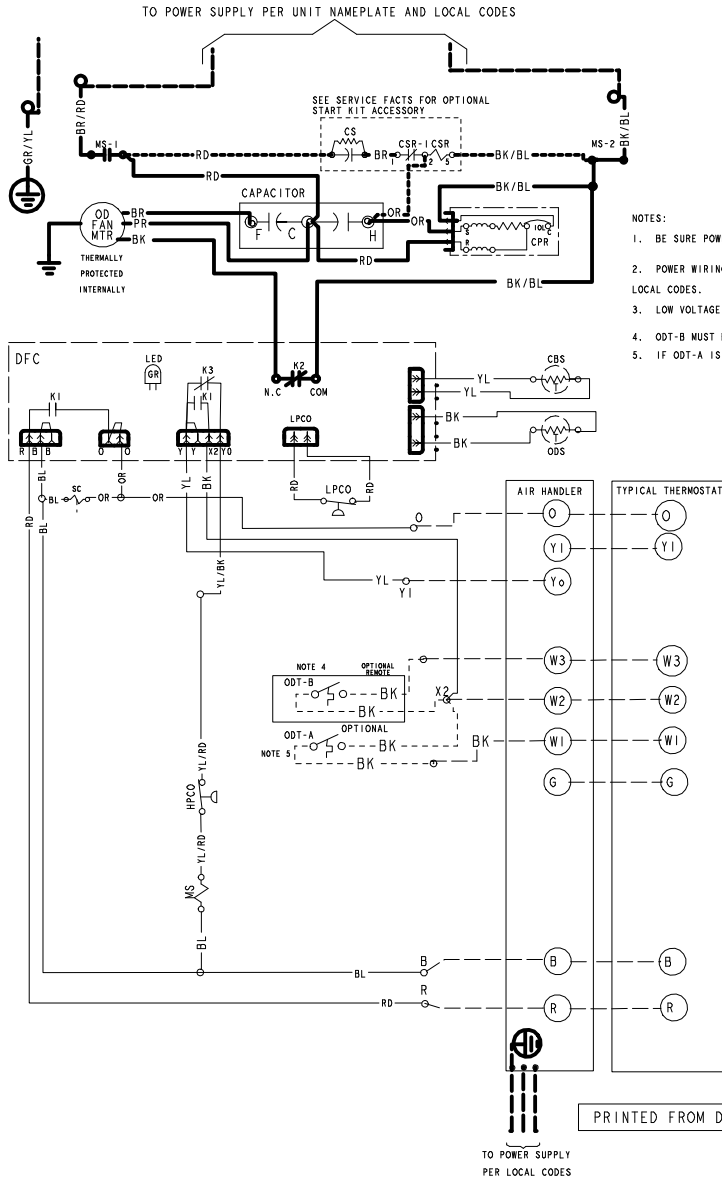 TO POWER SUPPLY PER UNIT NAMEPLATE AND LOCAL CODES
SEE SERVICE FACTS FOR OPTIONAL
START KIT ACCESSORY
GR/YL
BR/RD
MS-1
RD
CS
BR
CSR-1
CSR
1
2
5
BK/BL
MS-2
BK/BL
RD
BK/BL
CAPACITOR
OR
OD
FAN
MTR
BR
PR
BK
F
C
H
OR
S
R
IOL
C
CPR
RD
THERMALLY
PROTECTED
INTERNALLY
BK/BL
NOTES:
1. BE SURE POW
2. POWER WIRIN
LOCAL CODES.
3. LOW VOLTAGE
4. ODT-B MUST
5. IF ODT-A IS
DFC
LED
GR
K3
K1
K1
K2
N.C
COM
LPCO
YL
YL
CBS
BK
BK
ODS
R B B
O O
Y Y X2 YO
BL
OR
YL
BK
RD
LPCO
RD
BL
SC
OR
OR
RD
BL
YL/BK
O
YL
Y1
AIR HANDLER
TYPICAL THERMOSTAT
O
O
Y1
Y1
Yo
NOTE 4
OPTIONAL
REMOTE
ODT-B
BK
BK
X2
W3
W3
W2
W2
ODT-A
OPTIONAL
NOTE 5
BK
BK
BK
W1
W1
G
G
YL/RD
HPCO
YL/RD
MS
BL
BL
B
B
B
RD
R
R
R
PRINTED FROM D
TO POWER SUPPLY
PER LOCAL CODES